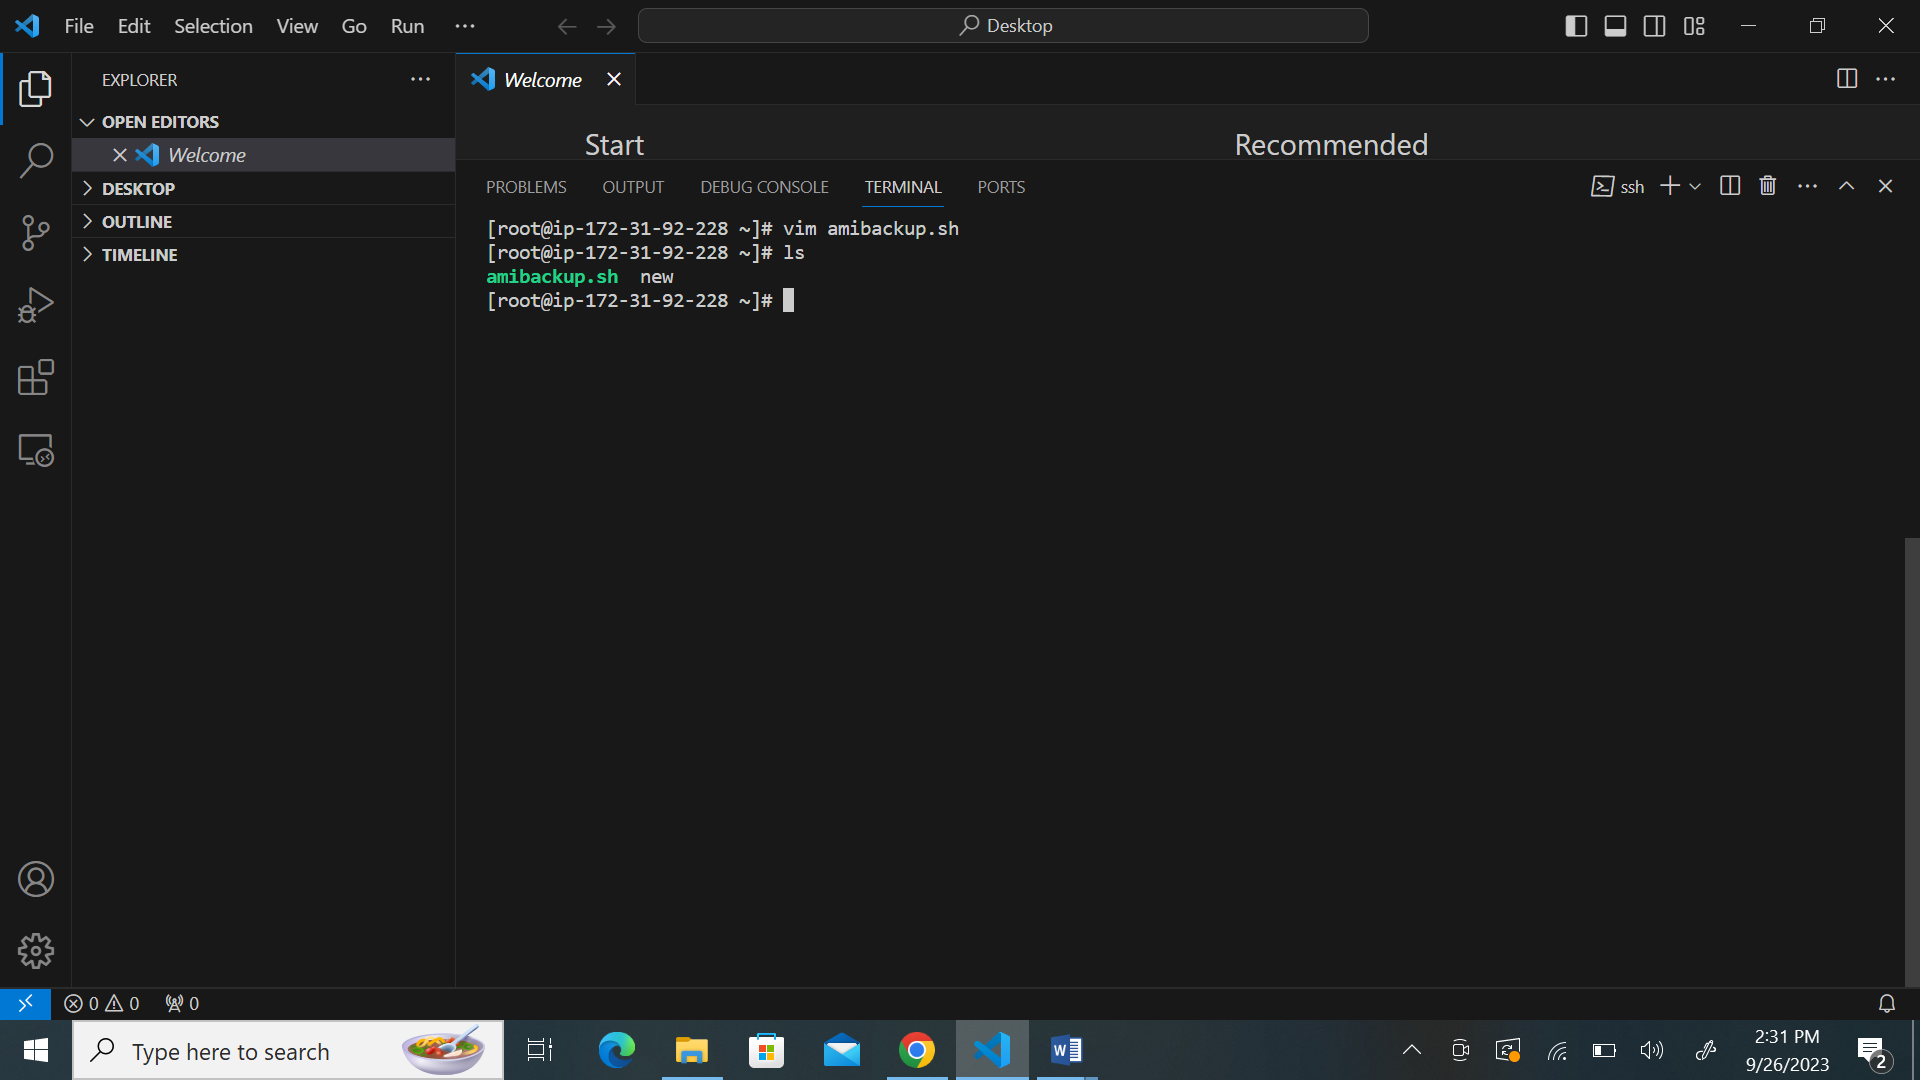 File Edit Selection View Go Run ···
Desktop
EXPLORER
OPEN EDITORS
Welcome
DESKTOP
OUTLINE
TIMELINE
Welcome
Start
Recommended
PROBLEMS OUTPUT DEBUG CONSOLE TERMINAL PORTS
ssh
[root@ip-172-31-92-228 ~]# vim amibackup.sh
[root@ip-172-31-92-228 ~]# ls
amibackup.sh new
[root@ip-172-31-92-228 ~]#
0 0 0
Type here to search
W
2:31 PM
9/26/2023
2